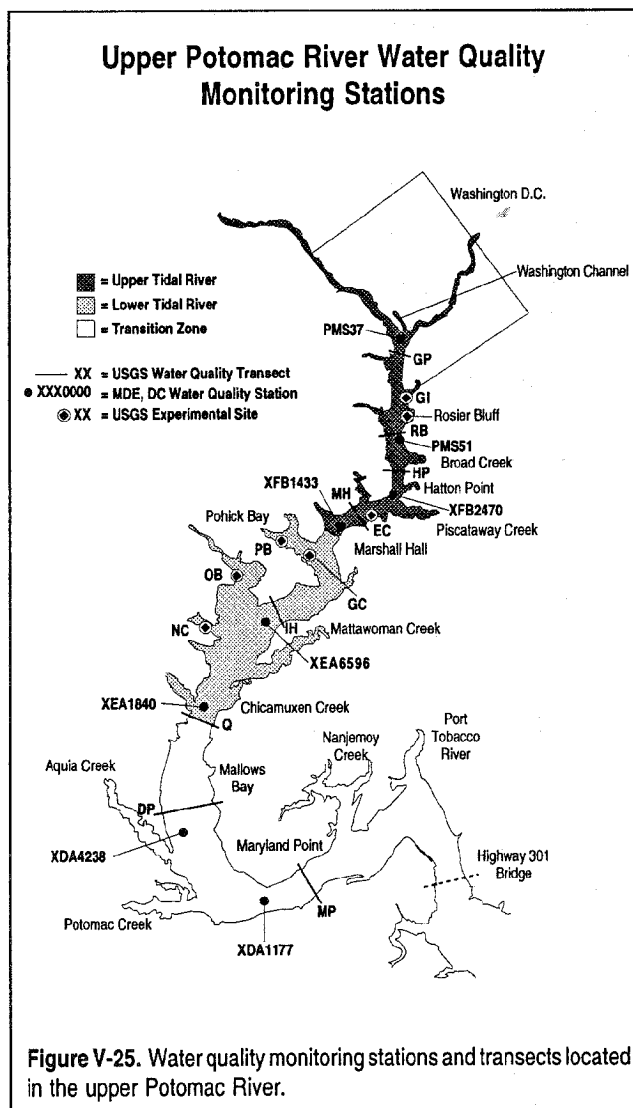 Upper Potomac River Water Quality
Monitoring Stations
Washington D.C.
Washington Channel
= Upper Tidal River
= Lower Tidal River
= Transition Zone
PMS37
GP
XX = USGS Water Quality Transect
XXX0000 = MDE, DC Water Quality Station
XX = USGS Experimental Site
GI
Rosier Bluff
RB
PMS51
Broad Creek
HP
XFB1433
MH
Hatton Point
XFB2470
EC
Piscataway Creek
Pohick Bay
PB
Marshall Hall
OB
GC
NC
IH
Mattawoman Creek
XEA6596
XEA1840
Q
Chicamuxen Creek
Nanjemoy
Creek
Port
Tobacco
River
Aquia Creek
Mallows
Bay
DP
XDA4238
Maryland Point
Highway 301
Bridge
Potomac Creek
MP
XDA1177
Figure V-25. Water quality monitoring stations and transects located
in the upper Potomac River.